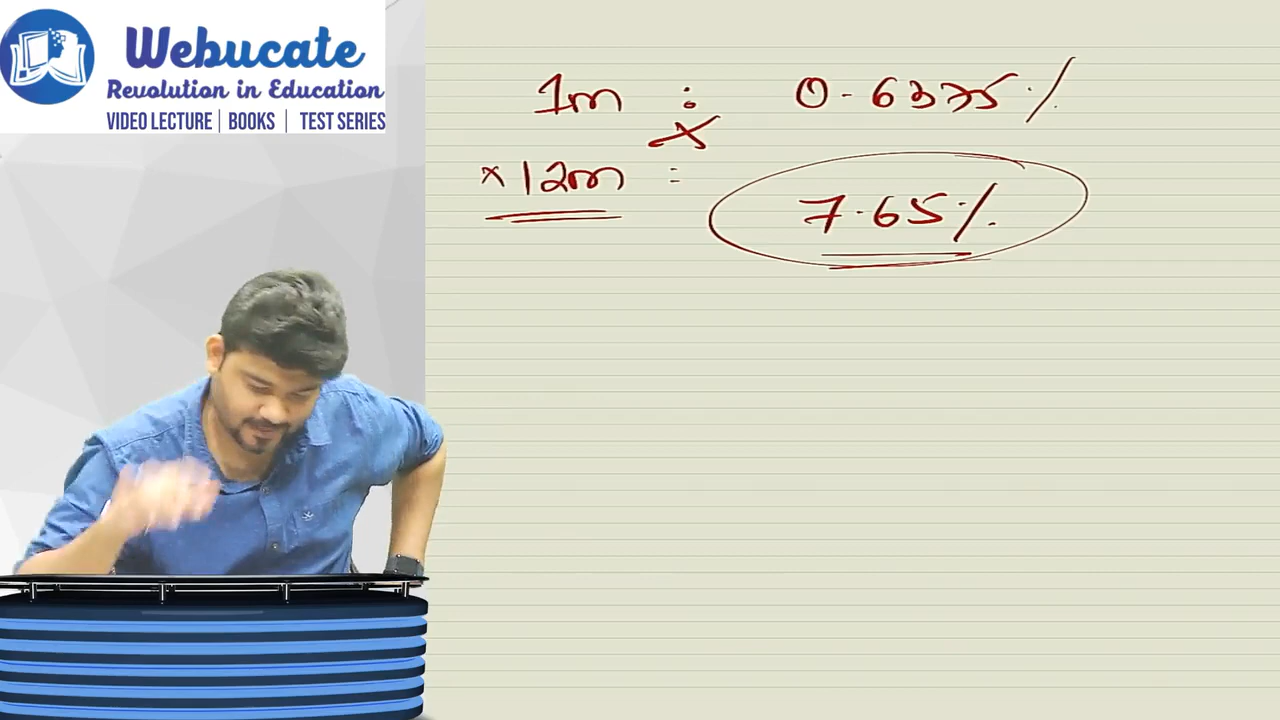 Webucate
Revolution in Education
VIDEO LECTURE | BOOKS | TEST SERIES
1m : 0.6375%
×
×12m = 7.65%